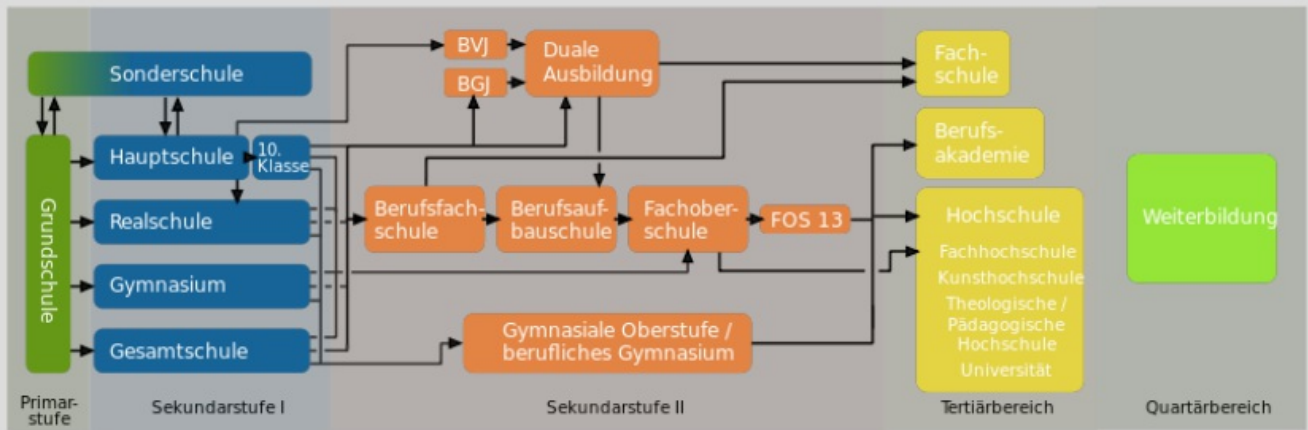 Sonderschule
Grundschule
Hauptschule
10.
Klasse
Realschule
Gymnasium
Gesamtschule
BVJ
BGJ
Duale
Ausbildung
Berufsfach-
schule
Berufsauf-
bauschule
Fachober-
schule
FOS 13
Gymnasiale Oberstufe /
berufliches Gymnasium
Fach-
schule
Berufs-
akademie
Hochschule
Fachhochschule
Kunsthochschule
Theologische /
Pädagogische
Hochschule
Universität
Weiterbildung
Primar-
stufe
Sekundarstufe I
Sekundarstufe II
Tertiärbereich
Quartärbereich